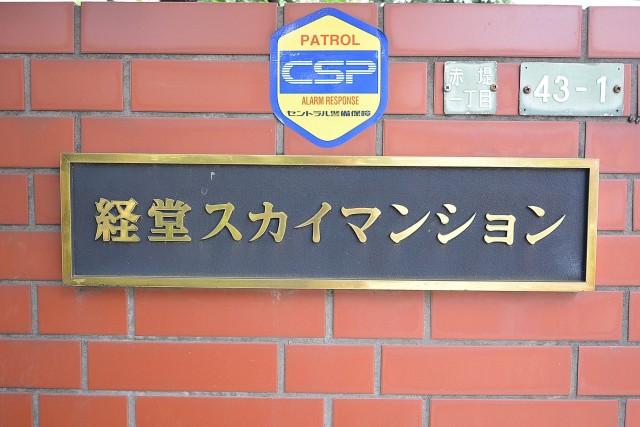 PATROL
CSP
ALARM RESPONSE
セントラル警備保障
赤堤
一丁目
43-1
経堂スカイマンション